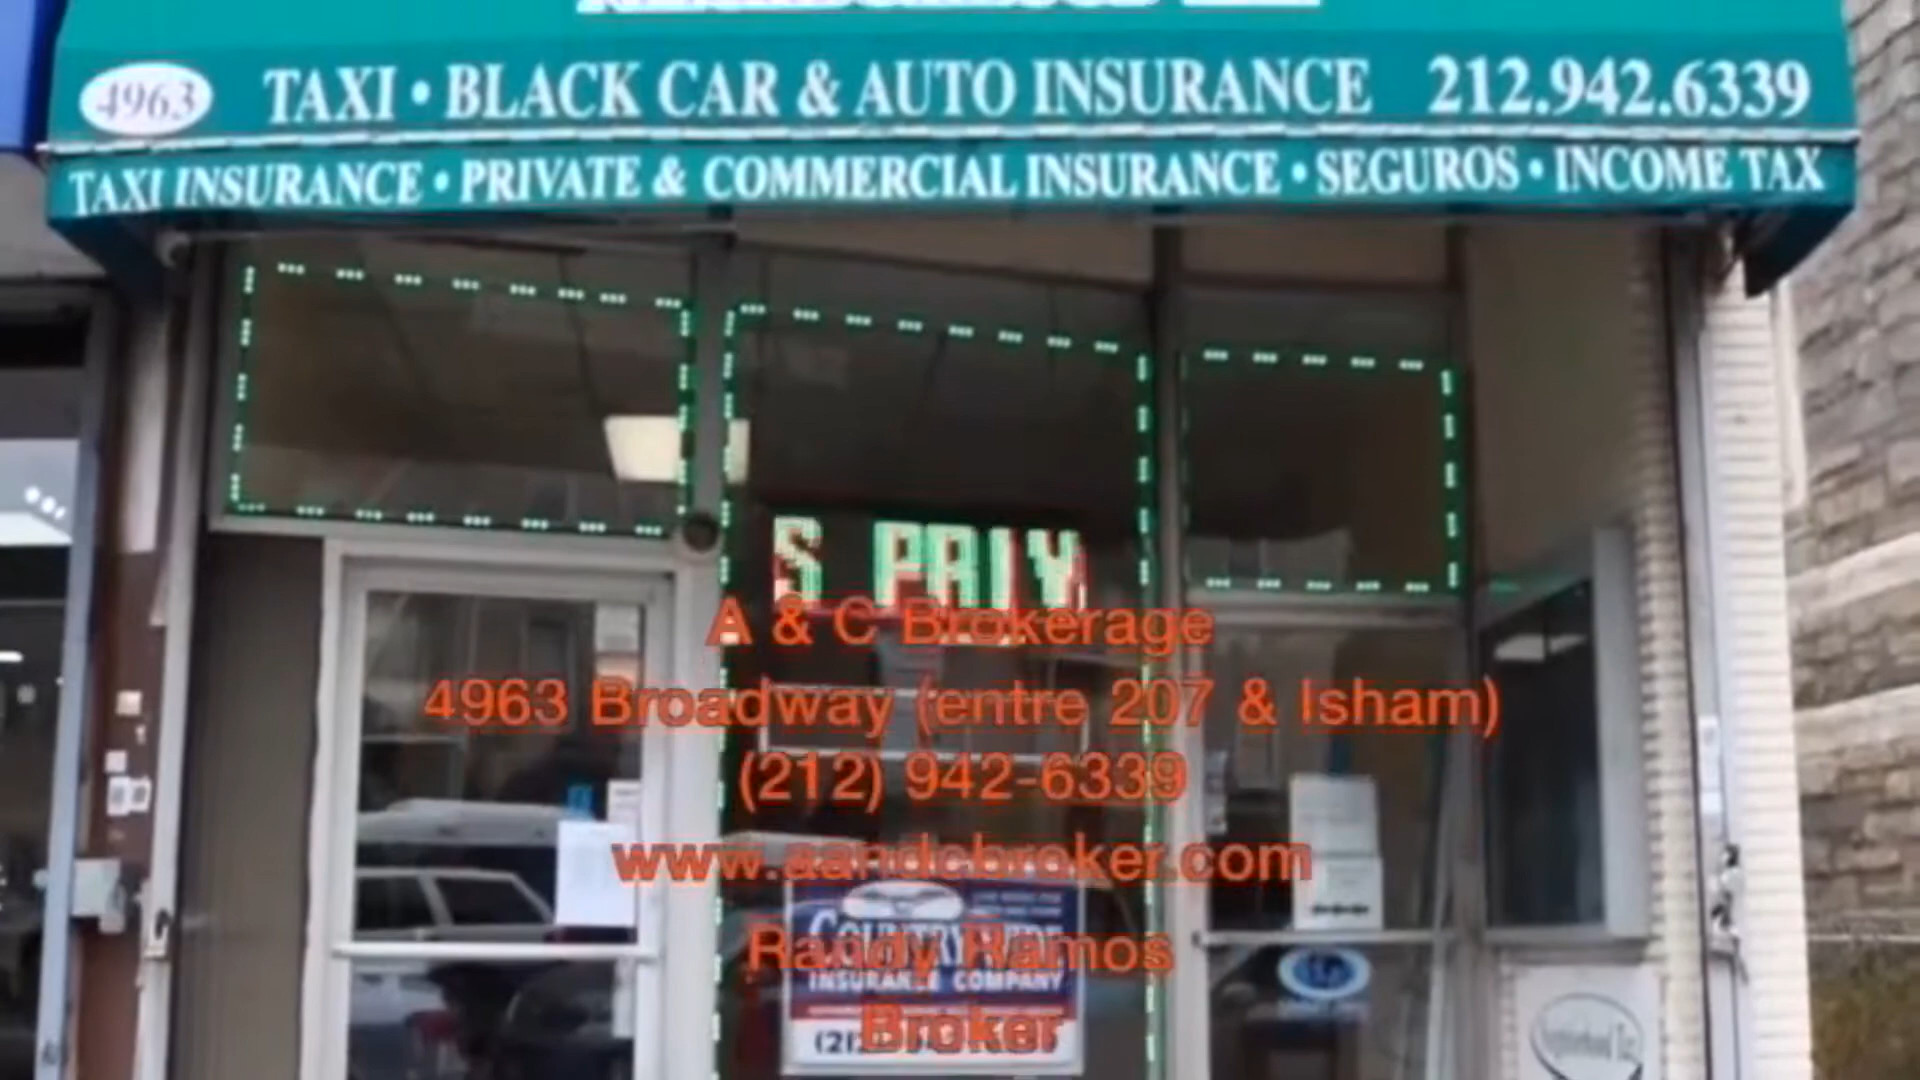 4963 TAXI • BLACK CAR & AUTO INSURANCE 212.942.6339
TAXI INSURANCE • PRIVATE & COMMERCIAL INSURANCE • SEGUROS • INCOME TAX
S PRIV
A & C Brokerage
4963 Broadway (entre 207 & Isham)
(212) 942-6339
www.aandcbroker.com
Randy Ramos
Broker
COUNTRYWIDE
INSURANCE COMPANY